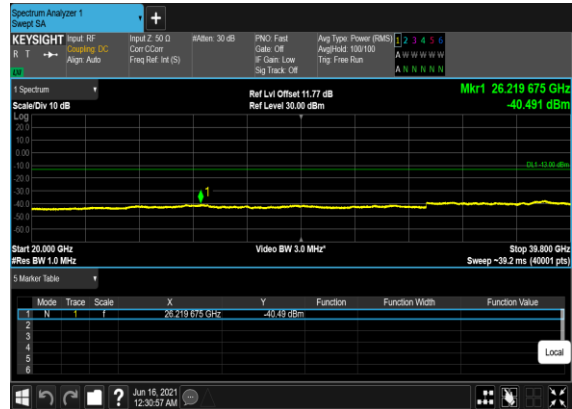 Spectrum Analyzer 1
Swept SA
+
KEYSIGHT Input: RF Input Z: 50 Ω #Atten: 30 dB PNO: Fast Avg Type: Power (RMS) 1 2 3 4 5 6
R T Coupling: DC Corr CCorr Gate: Off Avg|Hold: 100/100 A W W W W W
Align: Auto Freq Ref: Int (S) IF Gain: Low Trig: Free Run
Sig Track: Off A N N N N N
1 Spectrum Ref Lvl Offset 11.77 dB Mkr1 26.219 675 GHz
Scale/Div 10 dB Ref Level 30.00 dBm -40.491 dBm
Log
20.0
10.0
0.00
-10.0 DL1 -13.00 dBm
-20.0
-30.0 1
-40.0
-50.0
-60.0
Start 20.000 GHz Video BW 3.0 MHz* Stop 39.800 GHz
#Res BW 1.0 MHz Sweep ~39.2 ms (40001 pts)
5 Marker Table
Mode Trace Scale X Y Function Function Width Function Value
1 N 1 f 26.219 675 GHz -40.49 dBm
2
3
4
5
6
Local
? Jun 16, 2021
12:30:57 AM